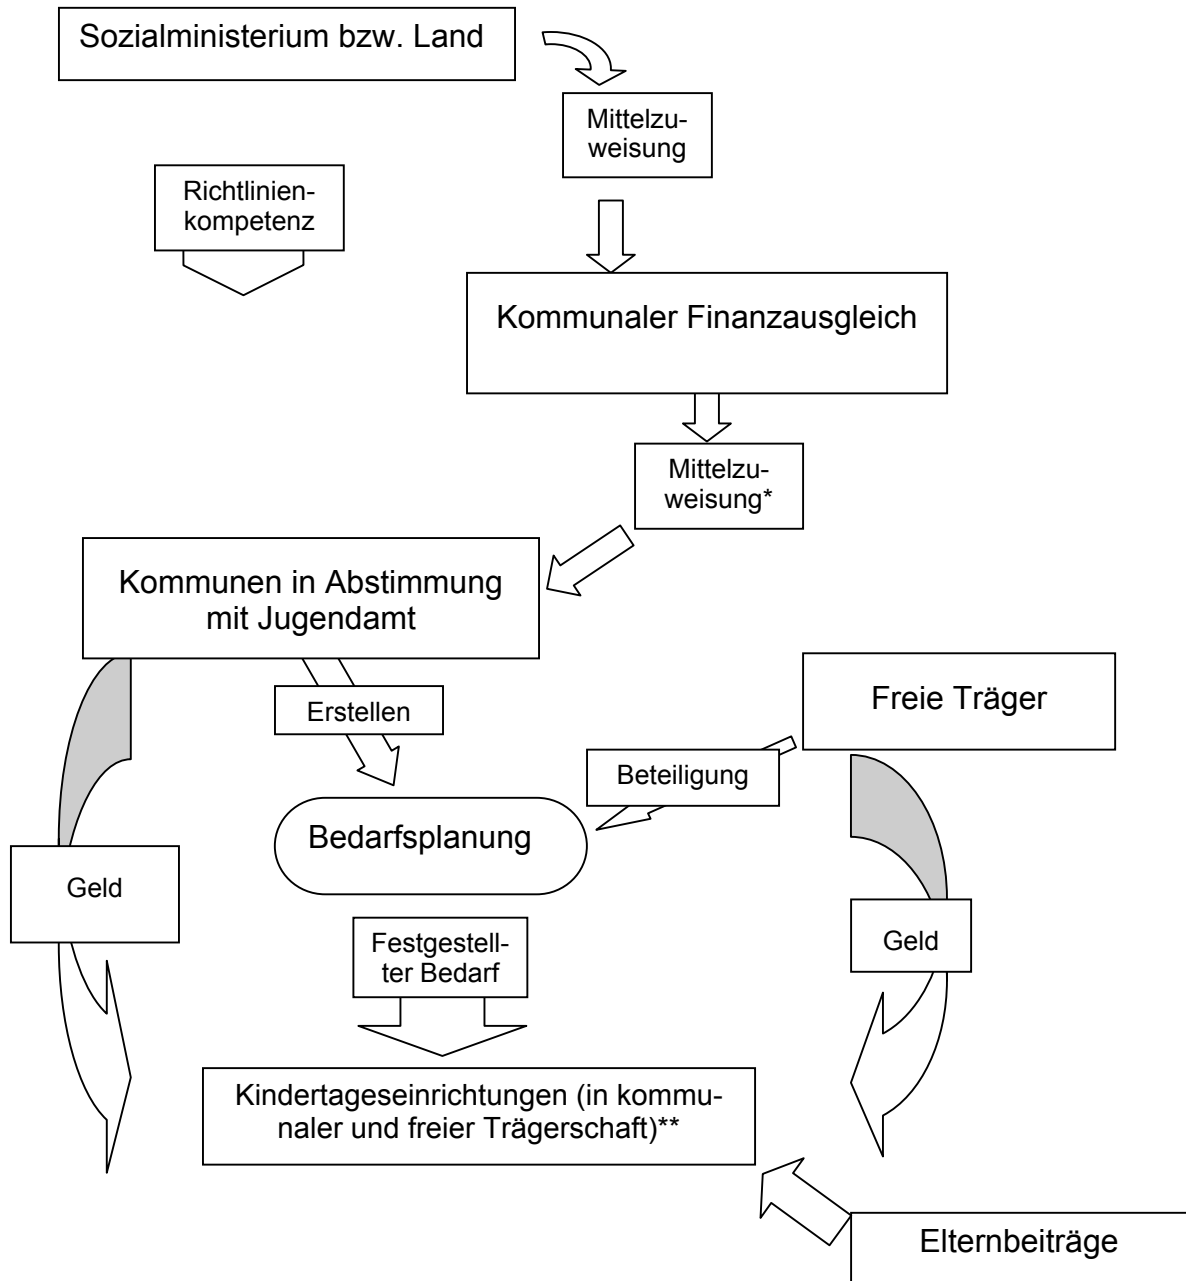 Sozialministerium bzw. Land
Mittelzu-
weisung
Richtlinien-
kompetenz
Kommunaler Finanzausgleich
Mittelzu-
weisung*
Kommunen in Abstimmung
mit Jugendamt
Freie Träger
Erstellen
Beteiligung
Bedarfsplanung
Geld
Geld
Festgestell-
ter Bedarf
Kindertageseinrichtungen (in kommu-
naler und freier Trägerschaft)**
Elternbeiträge